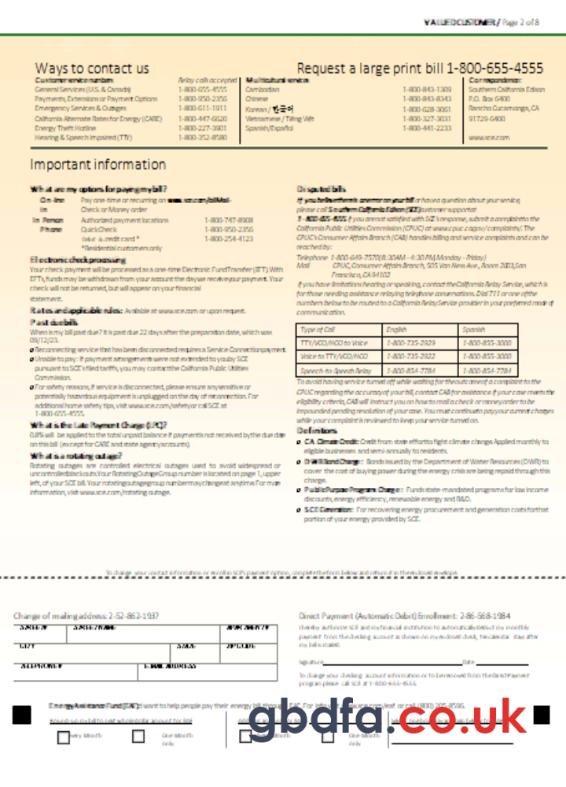 VALUED CUSTOMER / Page 2 of 8
Ways to contact us
Request a large print bill 1-800-655-4555
Customer service numbers
Relay calls accepted
Multicultural services
Correspondence:
General Services (U.S. & Canada) 1-800-655-4555
Payments, Extensions or Payment Options 1-800-950-2356
Emergency Services & Outages 1-800-611-1911
California Alternate Rates for Energy (CARE) 1-800-447-6620
Energy Theft Hotline 1-800-227-3901
Hearing & Speech Impaired (TTY) 1-800-352-8580
Cambodian 1-800-843-1309
Chinese 1-800-843-8343
Korean / 한국어 1-800-628-3061
Vietnamese / Tiếng Việt 1-800-327-3031
Spanish/Español 1-800-441-2233
Southern California Edison
P.O. Box 6400
Rancho Cucamonga, CA
91729-6400
www.sce.com
Important information
What are my options for paying my bill?
On-line Pay one-time or recurring on www.sce.com/bill
Mail-in Check or Money order
In Person Authorized payment locations 1-800-747-8908
Phone QuickCheck 1-800-950-2356
1-800-254-4123
*Residential customers only
Electronic check processing
Your check payment will be processed as a one-time Electronic Fund Transfer (EFT). With
EFTs, funds may be withdrawn from your account the day we receive your payment. Your
check will not be returned, but will appear on your financial
statement.
Rates and applicable rules: Available at www.sce.com or upon request.
Past due bills
When is my bill past due? It is past due 22 days after the preparation date, which was
09/12/23.
Reconnecting service that has been disconnected requires a Service Connection payment.
Unable to pay: If payment arrangements were not extended to you by SCE
pursuant to SCE's filed tariffs, you may contact the California Public Utilities
Commission.
For safety reasons, if service is disconnected, please ensure any sensitive or
potentially hazardous equipment is unplugged on the day of reconnection. For
additional home safety tips, visit www.sce.com/safety or call SCE at
1-800-655-4555.
What is the Late Payment Charge (LPC)?
0.8% will be applied to the total unpaid balance if payment is not received by the due date
on this bill (except for CARE and state agency accounts).
What is a rotating outage?
Rotating outages are controlled electrical outages used to avoid widespread or
uncontrolled blackouts. Your Rotating Outage Group number is located on page 1, upper
left, of your SCE bill. Your rotating outage group number may change at any time. For more
information, visit www.sce.com/rotating outage.
Disputed bills
If you believe there is an error on your bill or have a question about your service,
please call Southern California Edison (SCE) customer support at
1-800-655-4555. If you are not satisfied with SCE's response, submit a complaint to the
California Public Utilities Commission (CPUC) at www.cpuc.ca.gov/complaints/. The
CPUC's Consumer Affairs Branch (CAB) handles billing and service complaints and can be
reached by:
Telephone 1-800-649-7570 (8:30AM - 4:30 PM, Monday - Friday)
Mail CPUC, Consumer Affairs Branch, 505 Van Ness Ave., Room 2003, San
Francisco, CA 94102
If you have limitations hearing or speaking, contact the California Relay Service, which is
for those needing assistance relaying telephone conversations. Dial 711 or one of the
numbers below to be routed to a California Relay Service provider in your preferred mode of
communication.
Type of Call English Spanish
TTY/VCO/HCO to Voice 1-800-735-2929 1-800-855-3000
Voice to TTY/VCO/HCO 1-800-735-2922 1-800-855-3000
Speech-to-Speech Relay 1-800-854-7784 1-800-854-7784
To avoid having service turned off while waiting for the outcome of a complaint to the
CPUC regarding the accuracy of your bill, contact CAB for assistance. If your case meets the
eligibility criteria, CAB will instruct you on how to mail a check or money order to be
impounded pending resolution of your case. You must continue to pay your current charges
while your complaint is reviewed to keep your service turned on.
Definitions
CA Climate Credit: Credit from state efforts to fight climate change. Applied monthly to
eligible businesses and semi-annually to residents.
DWR Bond Charge: Bonds issued by the Department of Water Resources (DWR) to
cover the cost of buying power during the energy crisis are being repaid through this
charge.
Public Purpose Program Charge: Funds state-mandated programs for low income
discounts, energy efficiency, renewable energy and R&D.
SCE Generation: For recovering energy procurement and generation costs for that
portion of your energy provided by SCE.
To change your contact information or enroll in SCE's payment option, complete the form below and return it in the enclosed envelope.
Change of mailing address: 2-52-862-1937
STREET # STREET NAME APARTMENT #
CITY STATE ZIP CODE
TELEPHONE # E-MAIL ADDRESS
Direct Payment (Automatic Debit) Enrollment: 2-86-568-1984
I hereby authorize SCE and my financial institution to automatically deduct my monthly
payment from the checking account as shown on my enclosed check, ten calendar days after
my bill is mailed.
Signature Date
To change your checking account information or to be removed from the Direct Payment
program please call SCE at 1-800-655-4555.
Energy Assistance Fund (EAF):
Every Month One Month only
Every Month One Month only
gbdfa.co.uk